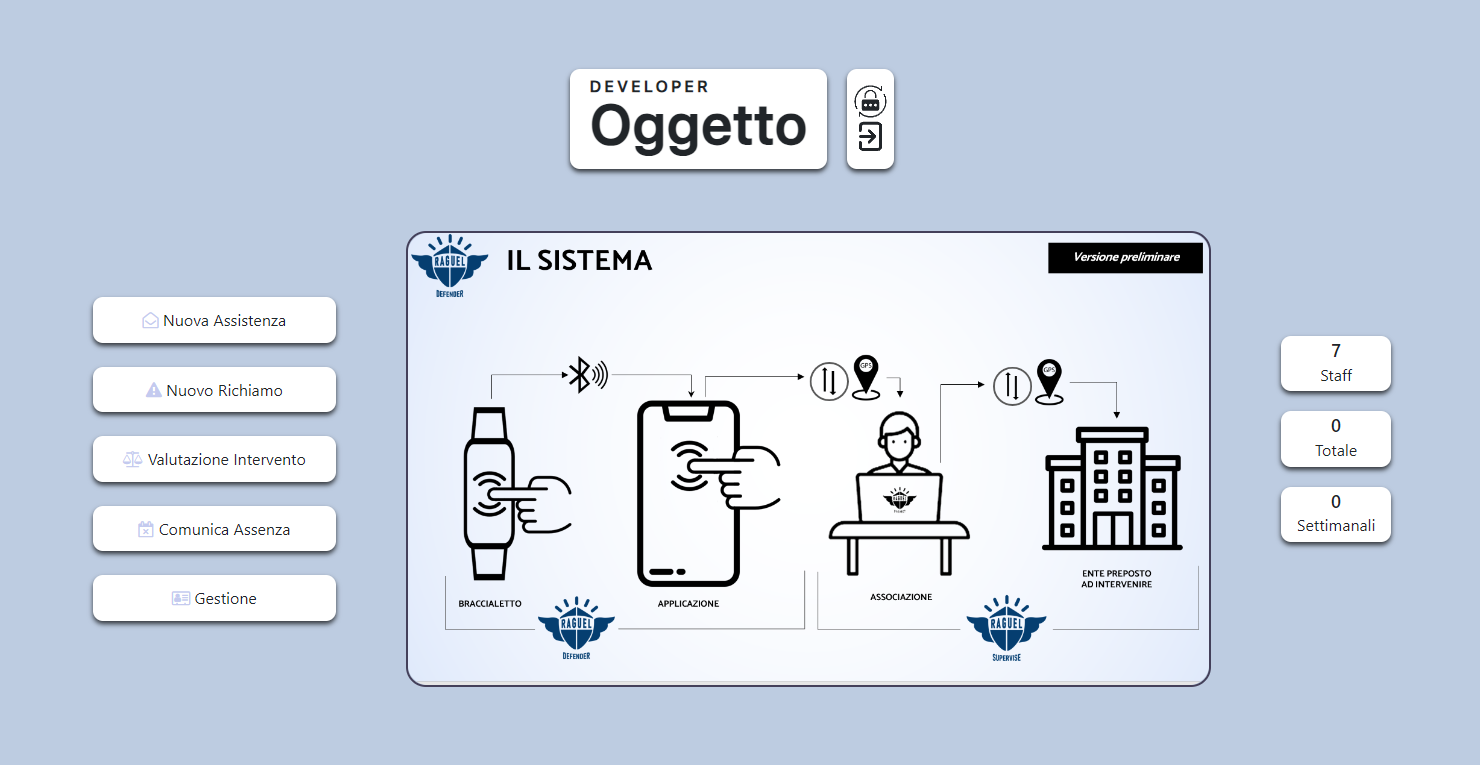 DEVELOPER
Oggetto
RAGUEL
DEFENDER
IL SISTEMA
Versione preliminare
Nuova Assistenza
Nuovo Richiamo
Valutazione Intervento
Comunica Assenza
Gestione
GPS
GPS
RAGUEL
BRACCIALETTO
APPLICAZIONE
ASSOCIAZIONE
ENTE PREPOSTO
AD INTERVENIRE
RAGUEL
DEFENDER
RAGUEL
SUPERVISE
7
Staff
0
Totale
0
Settimanali